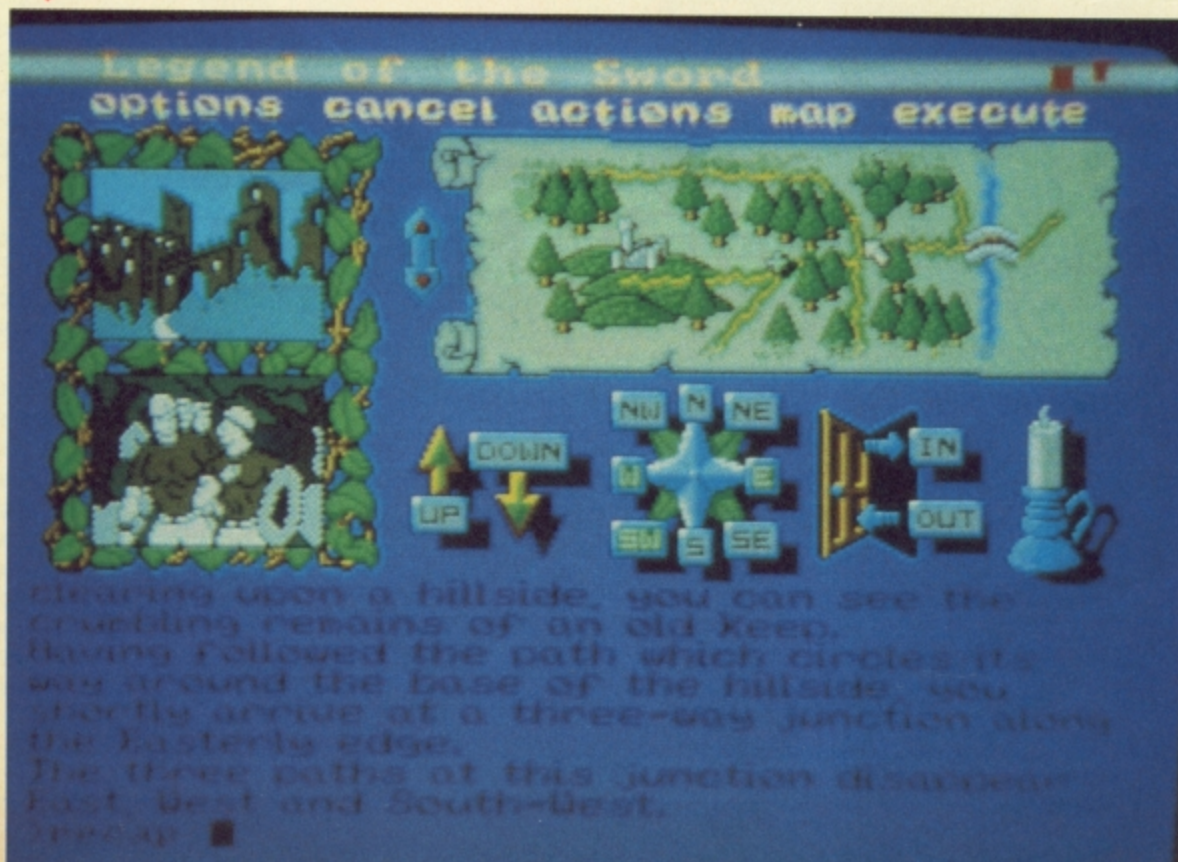 Legend of the Sword
options cancel actions map execute
NW N NE
DOWN
IN
W E
UP
OUT
SW S SE
clearing upon a hillside, you can see the
crumbling remains of an old Keep.
Having followed the path which circles its
way around the base of the hillside, you
shortly arrive at a three-way junction along
the Easterly edge.
The three paths at this junction disappear
East, West and South-West.